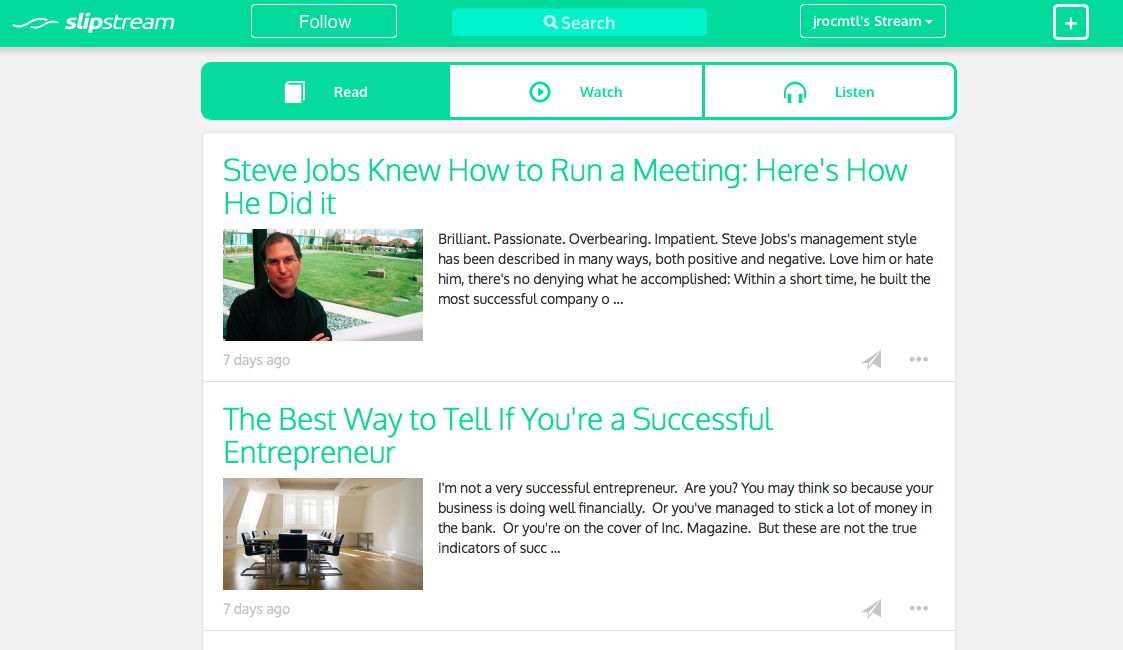 slipstream
Follow
Search
jrocmtl's Stream
+
Read
Watch
Listen
Steve Jobs Knew How to Run a Meeting: Here's How
He Did it
Brilliant. Passionate. Overbearing. Impatient. Steve Jobs's management style
has been described in many ways, both positive and negative. Love him or hate
him, there's no denying what he accomplished: Within a short time, he built the
most successful company o ...
7 days ago
The Best Way to Tell If You're a Successful
Entrepreneur
I'm not a very successful entrepreneur.  Are you? You may think so because your
business is doing well financially.  Or you've managed to stick a lot of money in
the bank.  Or you're on the cover of Inc. Magazine.  But these are not the true
indicators of succ ...
7 days ago